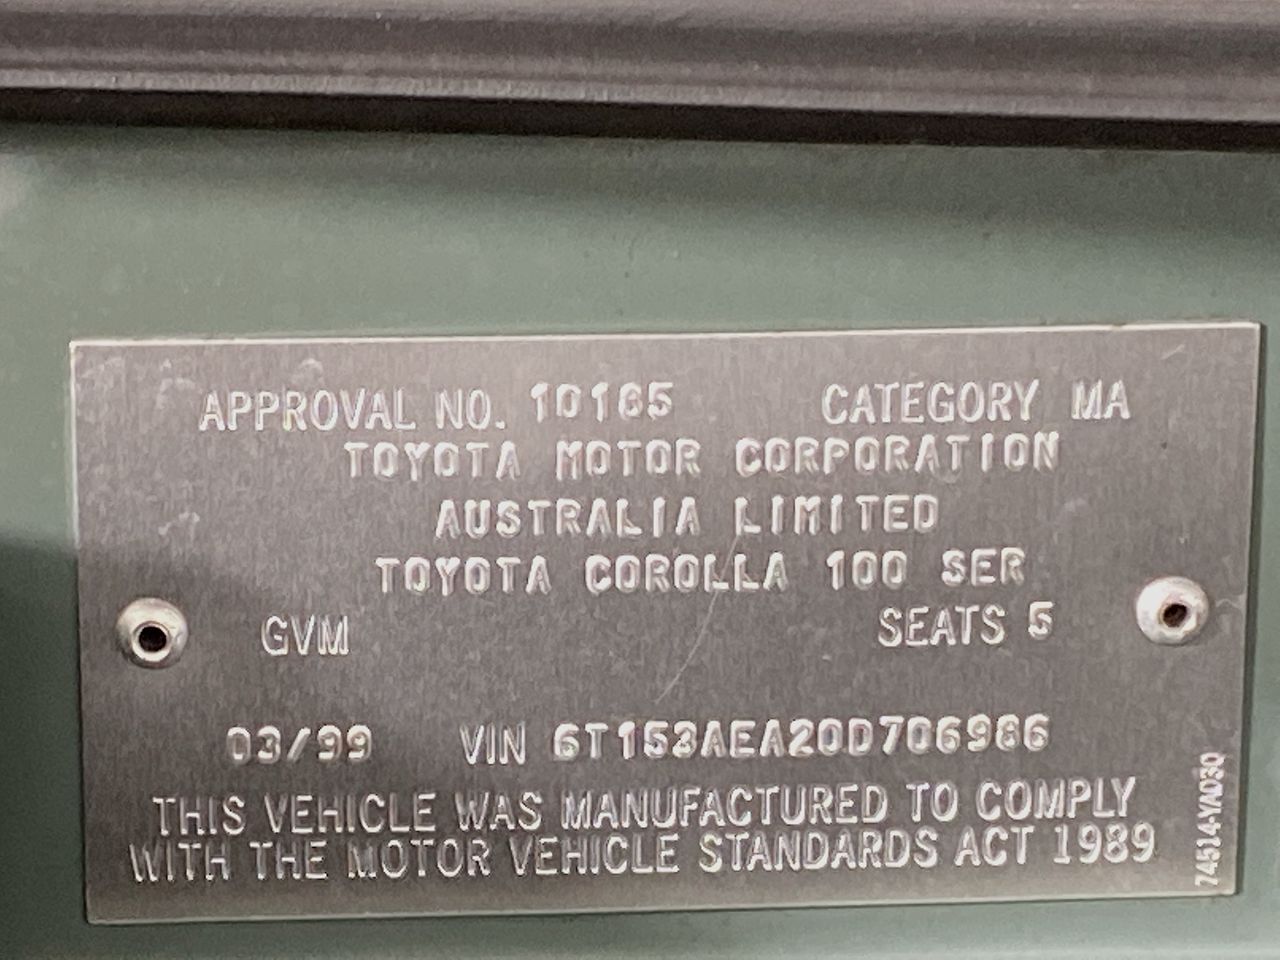 APPROVAL NO. 10165 CATEGORY MA
TOYOTA MOTOR CORPORATION
AUSTRALIA LIMITED
TOYOTA COROLLA 100 SER
GVM SEATS 5
03/99 VIN 6T153AEA20D706986
THIS VEHICLE WAS MANUFACTURED TO COMPLY
WITH THE MOTOR VEHICLE STANDARDS ACT 1989
74514-YA030